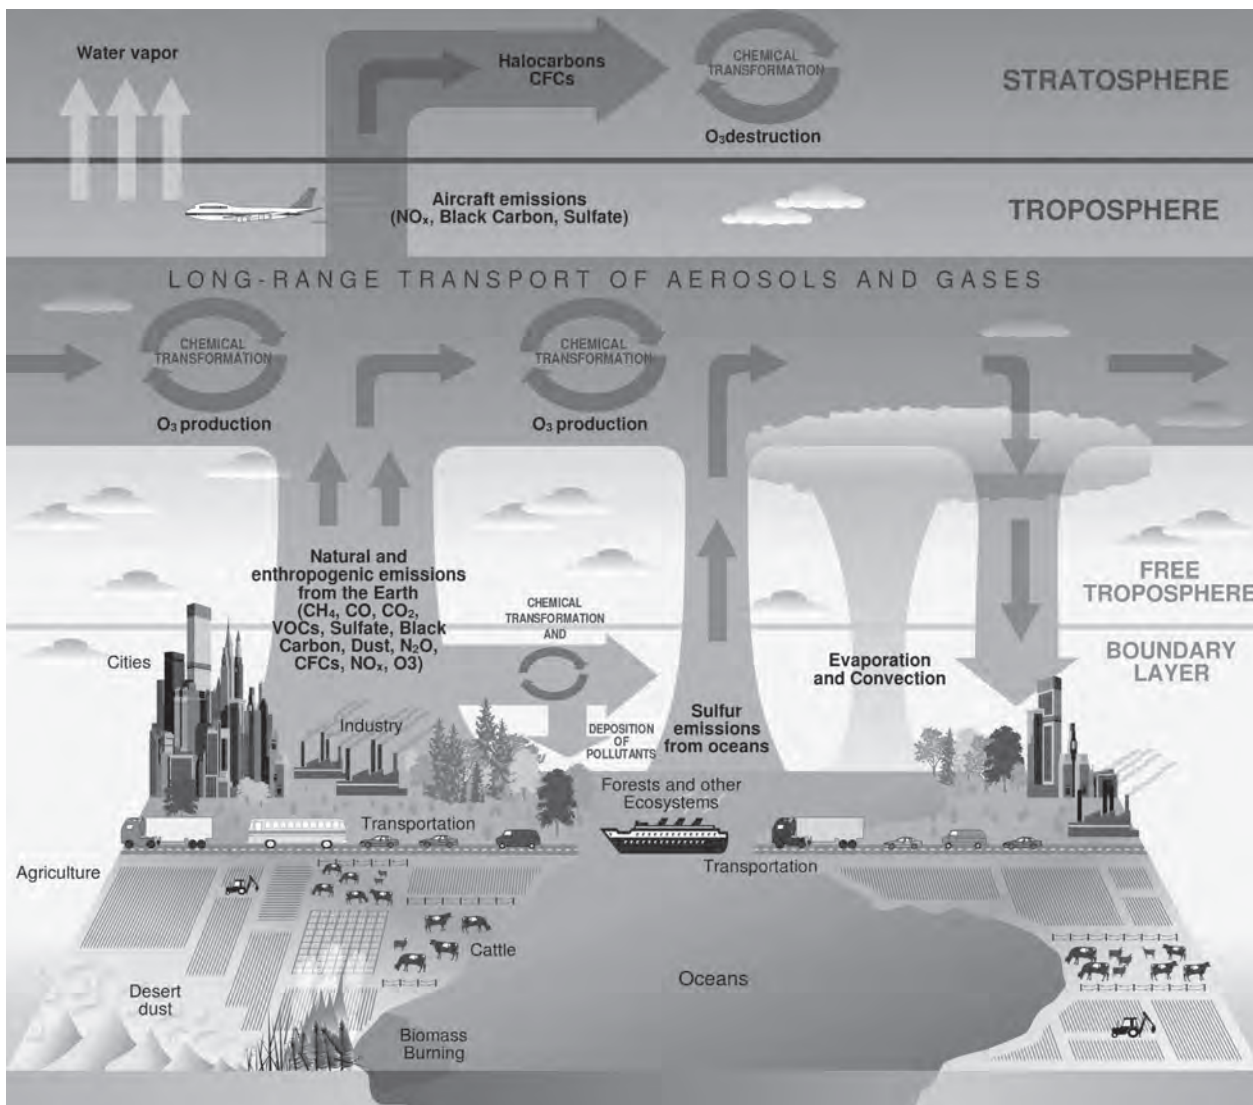 Water vapor
Halocarbons
CFCs
CHEMICAL
TRANSFORMATION
O₃destruction
STRATOSPHERE
Aircraft emissions
(NOₓ, Black Carbon, Sulfate)
TROPOSPHERE
LONG-RANGE TRANSPORT OF AEROSOLS AND GASES
CHEMICAL
TRANSFORMATION
O₃ production
CHEMICAL
TRANSFORMATION
O₃ production
Natural and
enthropogenic emissions
from the Earth
(CH₄, CO, CO₂,
VOCs, Sulfate, Black
Carbon, Dust, N₂O,
CFCs, NOₓ, O3)
CHEMICAL
TRANSFORMATION
AND
DEPOSITION
OF
POLLUTANTS
FREE
TROPOSPHERE
BOUNDARY
LAYER
Cities
Industry
Sulfur
emissions
from oceans
Evaporation
and Convection
Forests and other
Ecosystems
Transportation
Transportation
Agriculture
Cattle
Oceans
Desert
dust
Biomass
Burning